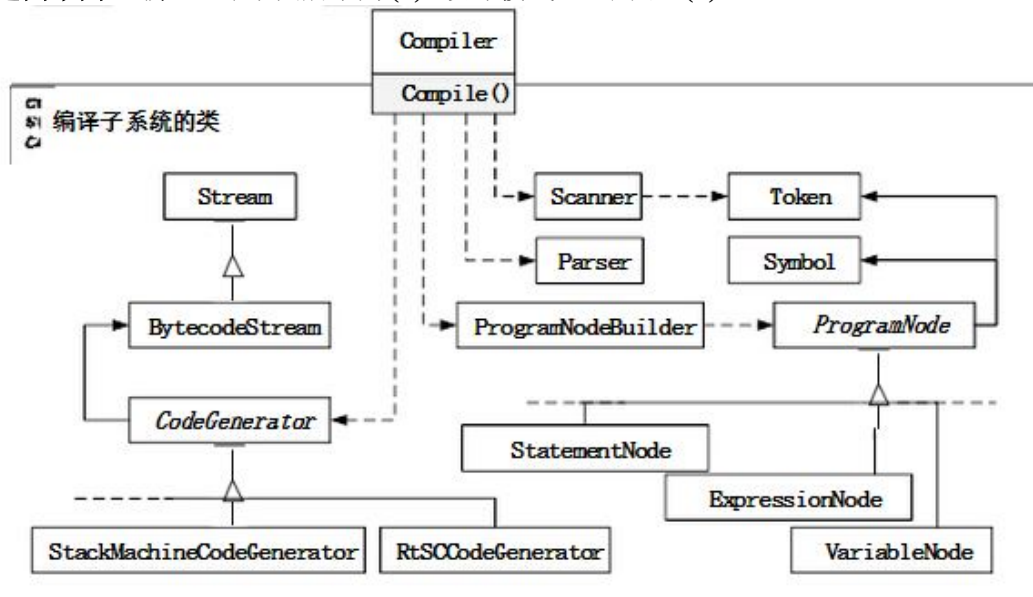 Compiler
Compile()
编译子系统的类
Stream
Scanner
Token
Parser
Symbol
BytecodeStream
ProgramNodeBuilder
ProgramNode
CodeGenerator
StatementNode
ExpressionNode
StackMachineCodeGenerator
RtSCCodeGenerator
VariableNode